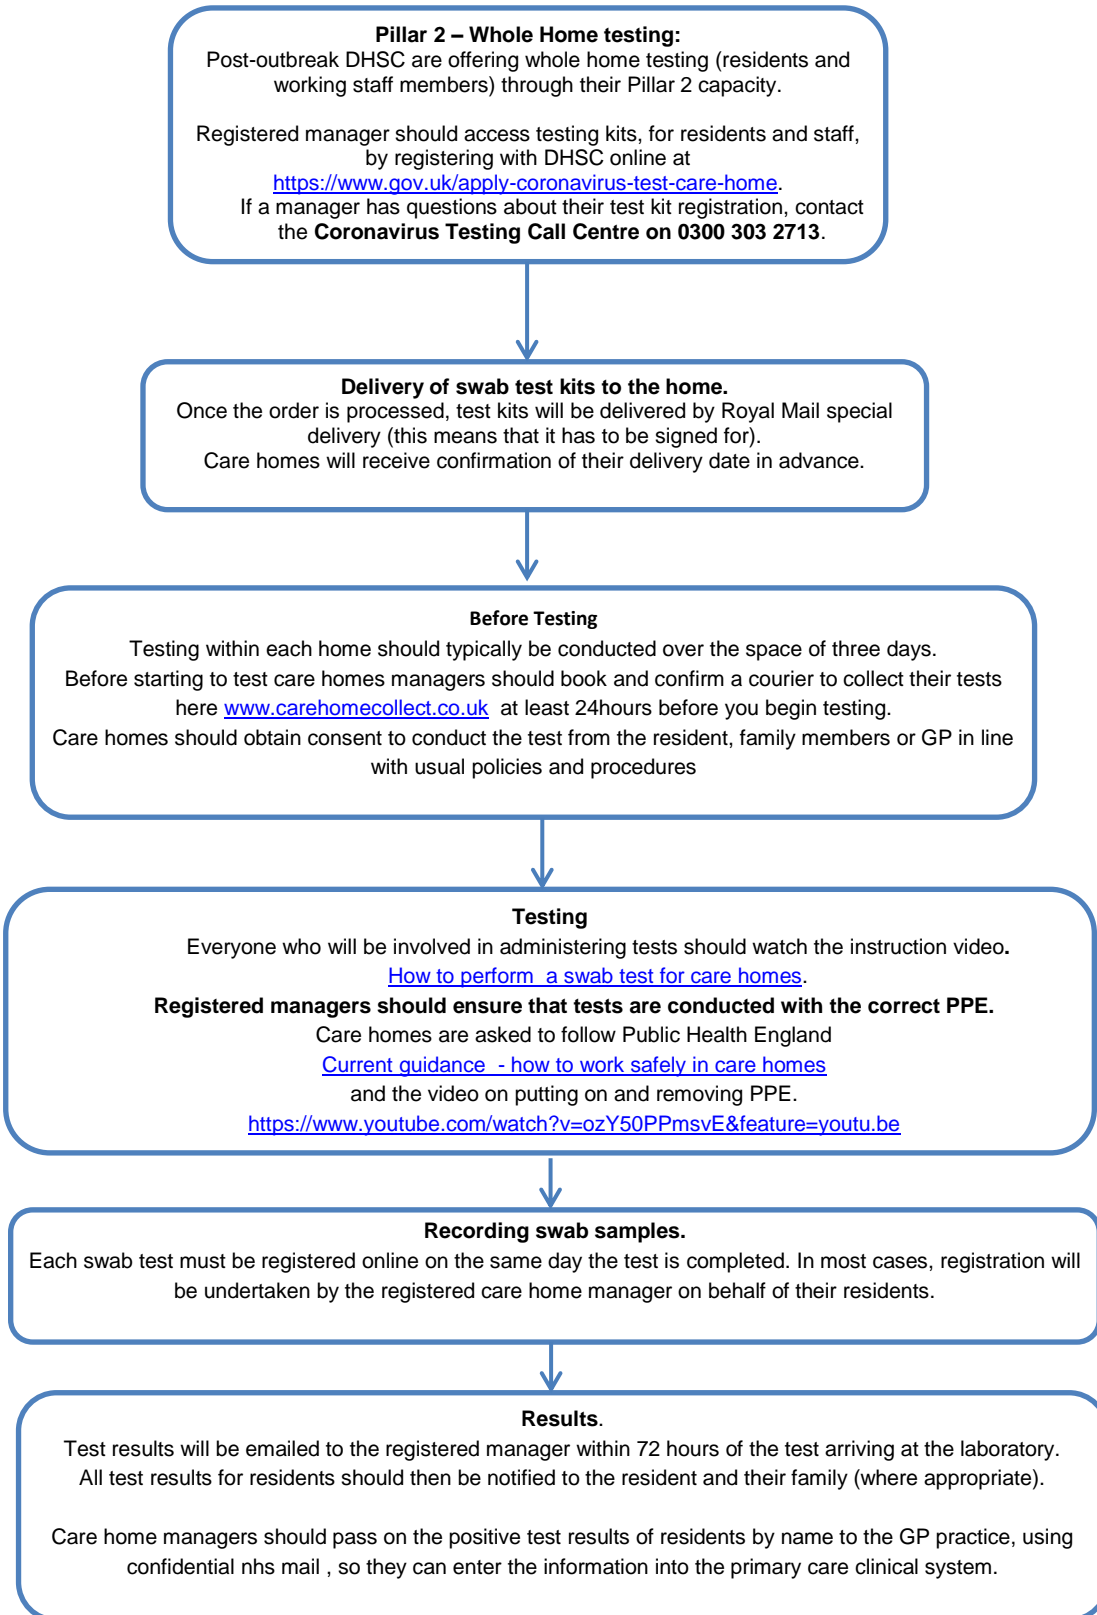 Pillar 2 – Whole Home testing:
Post-outbreak DHSC are offering whole home testing (residents and
working staff members) through their Pillar 2 capacity.
Registered manager should access testing kits, for residents and staff,
by registering with DHSC online at
https://www.gov.uk/apply-coronavirus-test-care-home.
If a manager has questions about their test kit registration, contact
the Coronavirus Testing Call Centre on 0300 303 2713.
Delivery of swab test kits to the home.
Once the order is processed, test kits will be delivered by Royal Mail special
delivery (this means that it has to be signed for).
Care homes will receive confirmation of their delivery date in advance.
Before Testing
Testing within each home should typically be conducted over the space of three days.
Before starting to test care homes managers should book and confirm a courier to collect their tests
here www.carehomecollect.co.uk  at least 24hours before you begin testing.
Care homes should obtain consent to conduct the test from the resident, family members or GP in line
with usual policies and procedures
Testing
Everyone who will be involved in administering tests should watch the instruction video.
How to perform  a swab test for care homes.
Registered managers should ensure that tests are conducted with the correct PPE.
Care homes are asked to follow Public Health England
Current guidance  - how to work safely in care homes
and the video on putting on and removing PPE.
https://www.youtube.com/watch?v=ozY50PPmsvE&feature=youtu.be
Recording swab samples.
Each swab test must be registered online on the same day the test is completed. In most cases, registration will
be undertaken by the registered care home manager on behalf of their residents.
Results.
Test results will be emailed to the registered manager within 72 hours of the test arriving at the laboratory.
All test results for residents should then be notified to the resident and their family (where appropriate).
Care home managers should pass on the positive test results of residents by name to the GP practice, using
confidential nhs mail , so they can enter the information into the primary care clinical system.